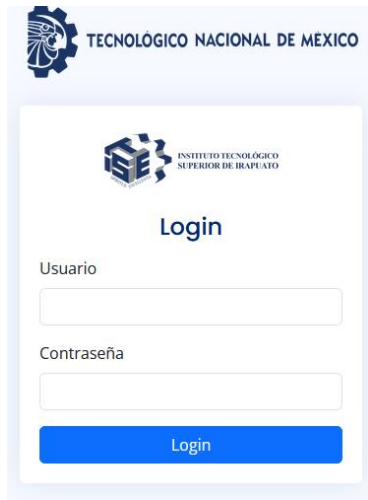 TECNOLÓGICO NACIONAL DE MÉXICO
INSTITUTO TECNOLÓGICO
SUPERIOR DE IRAPUATO
Login
Usuario
Contraseña
Login